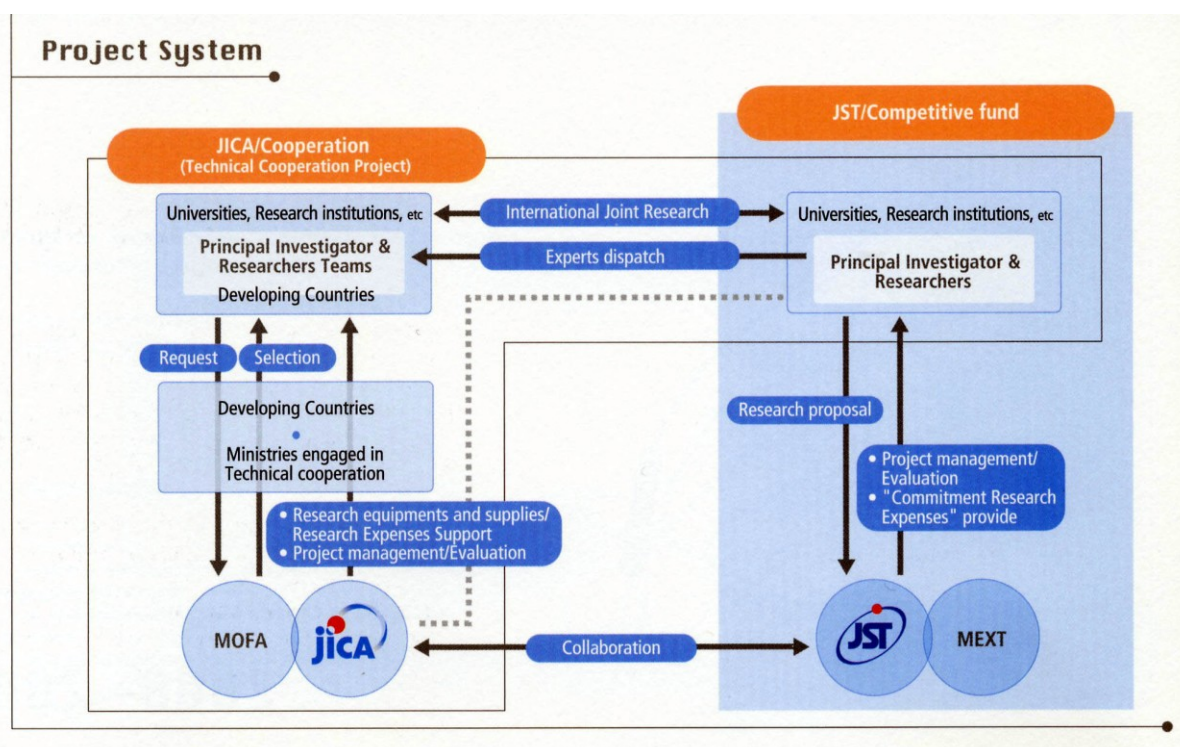 Project System
JST/Competitive fund
JICA/Cooperation
(Technical Cooperation Project)
Universities, Research institutions, etc
Principal Investigator &
Researchers Teams
Developing Countries
International Joint Research
Experts dispatch
Universities, Research institutions, etc
Principal Investigator &
Researchers
Request
Selection
Developing Countries
Ministries engaged in
Technical cooperation
• Research equipments and supplies/
Research Expenses Support
• Project management/Evaluation
Research proposal
• Project management/
Evaluation
• "Commitment Research
Expenses" provide
MOFA
jICA
Collaboration
JST
MEXT